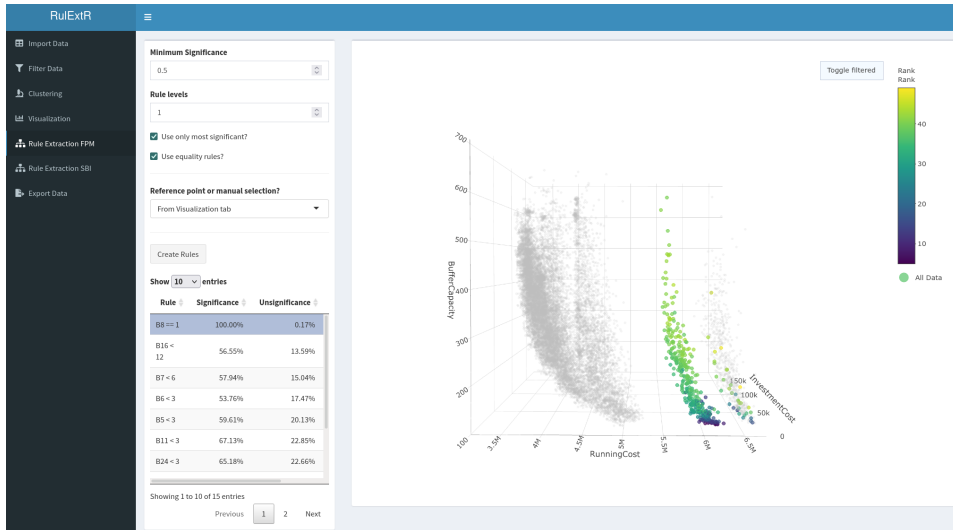 RulExtR
Import Data
Filter Data
Clustering
Visualization
Rule Extraction FPM
Rule Extraction SBI
Export Data
Minimum Significance
0.5
Rule levels
1
Use only most significant?
Use equality rules?
Reference point or manual selection?
From Visualization tab
Create Rules
Show 10 entries
Rule Significance Unsignificance
B8 == 1 100.00% 0.17%
B16 <
12 56.55% 13.59%
B7 < 6 57.94% 15.04%
B6 < 3 53.76% 17.47%
B5 < 3 59.61% 20.13%
B11 < 3 67.13% 22.85%
B24 < 3 65.18% 22.66%
Showing 1 to 10 of 15 entries
Previous 1 2 Next
Toggle filtered
Rank
Rank
40
30
20
10
All Data
700
600
500
400
300
200
100
BufferCapacity
3.5M
4M
4.5M
5M
5.5M
6M
6.5M
RunningCost
150k
100k
50k
0
InvestmentCost